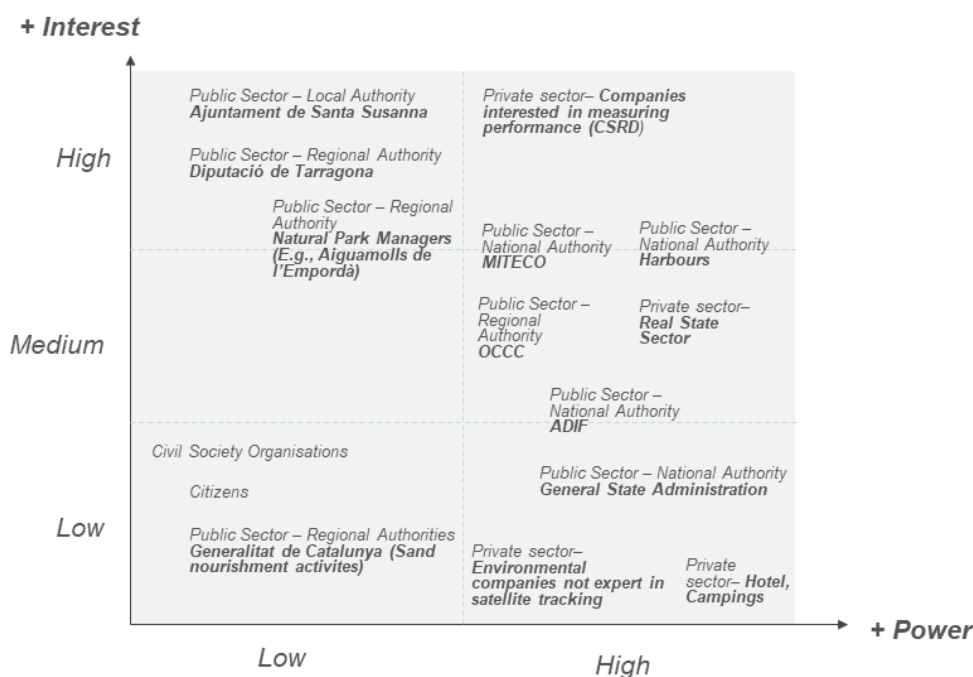 + Interest
Public Sector – Local Authority
Ajuntament de Santa Susanna
Private sector– Companies
interested in measuring
performance (CSRD)
High
Public Sector – Regional Authority
Diputació de Tarragona
Public Sector – Regional
Authority
Natural Park Managers
(E.g., Aiguamolls de
l'Empordà)
Public Sector –
National Authority
MITECO
Public Sector –
National Authority
Harbours
Medium
Public Sector –
Regional
Authority
OCCC
Private sector–
Real State
Sector
Public Sector –
National Authority
ADIF
Civil Society Organisations
Citizens
Public Sector – National Authority
General State Administration
Low
Public Sector – Regional Authorities
Generalitat de Catalunya (Sand
nourishment activites)
Private sector–
Environmental
companies not expert in
satellite tracking
Private
sector– Hotel,
Campings
+ Power
Low
High